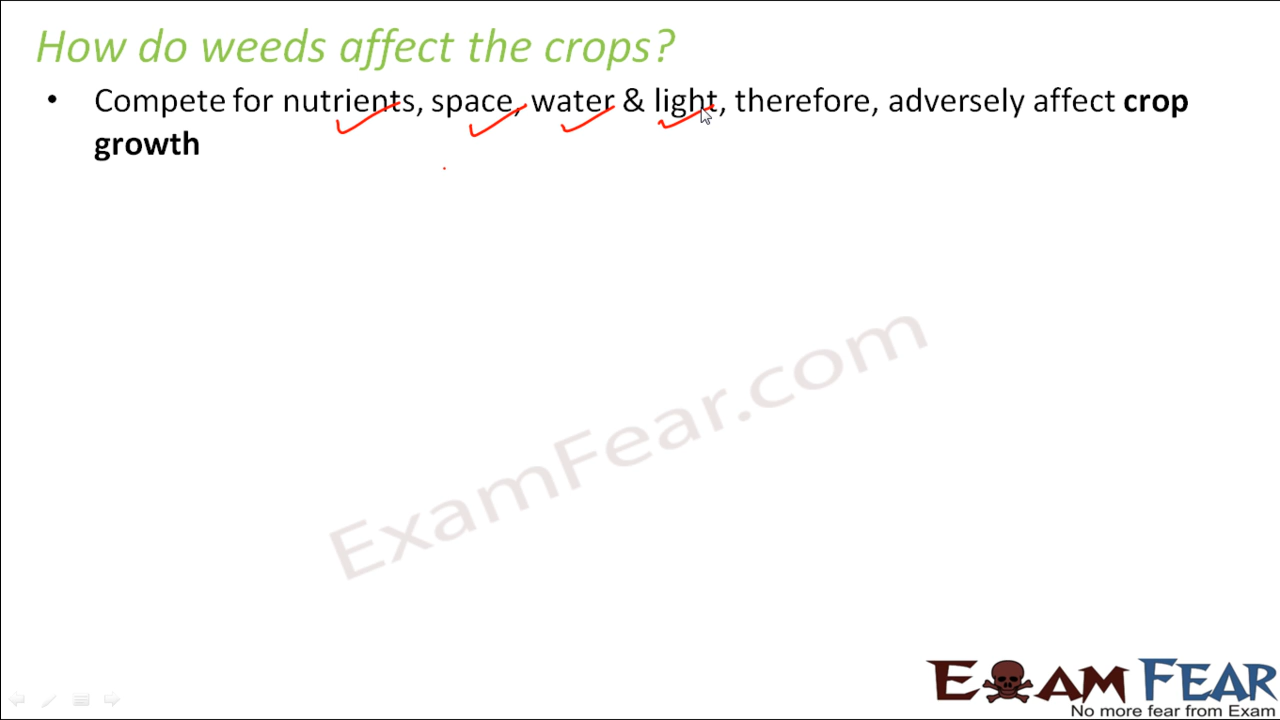 How do weeds affect the crops?
• Compete for nutrients, space, water & light, therefore, adversely affect crop
growth
ExamFear.com
EXAM FEAR
No more fear from Exam